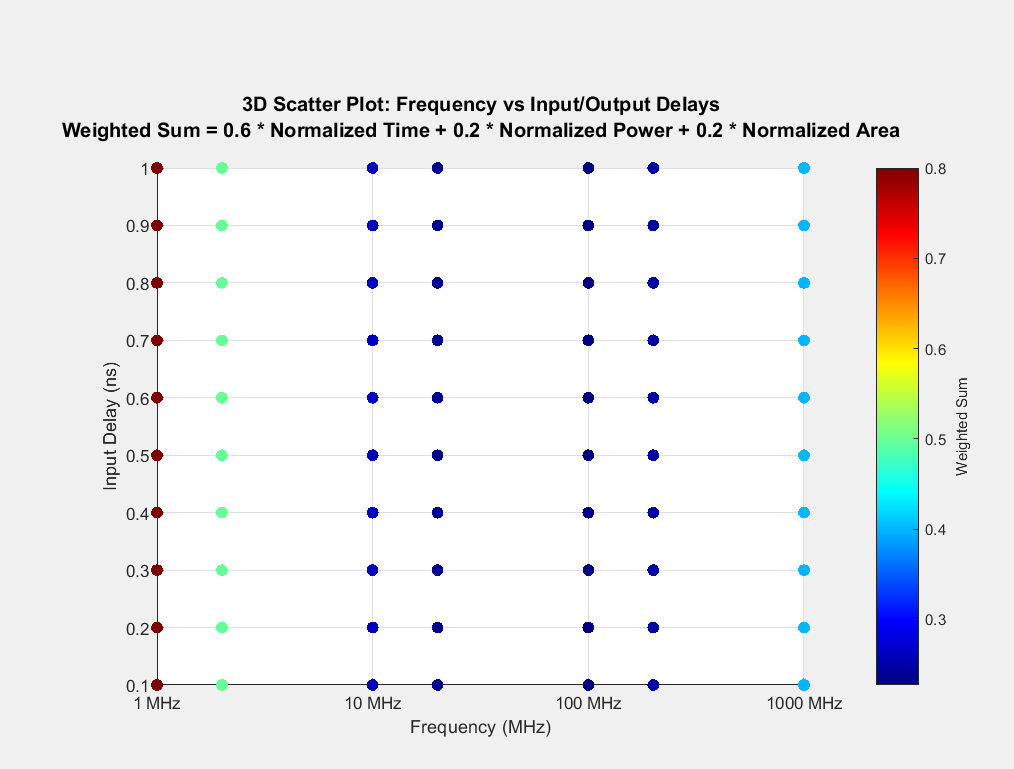 3D Scatter Plot: Frequency vs Input/Output Delays
Weighted Sum = 0.6 * Normalized Time + 0.2 * Normalized Power + 0.2 * Normalized Area
1
0.9
0.8
0.7
0.6
0.5
0.4
0.3
0.2
0.1
Input Delay (ns)
1 MHz
10 MHz
100 MHz
1000 MHz
Frequency (MHz)
0.8
0.7
0.6
0.5
0.4
0.3
Weighted Sum